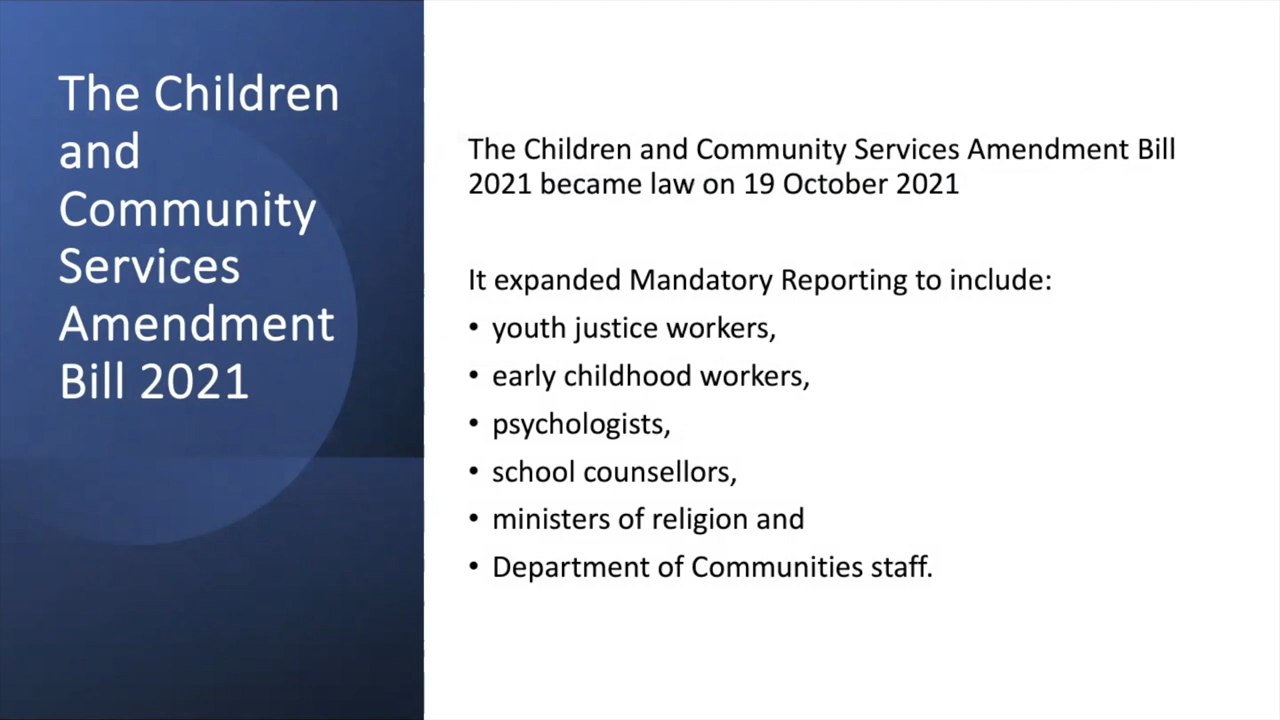 The Children
and
Community
Services
Amendment
Bill 2021
The Children and Community Services Amendment Bill
2021 became law on 19 October 2021
It expanded Mandatory Reporting to include:
• youth justice workers,
• early childhood workers,
• psychologists,
• school counsellors,
• ministers of religion and
• Department of Communities staff.